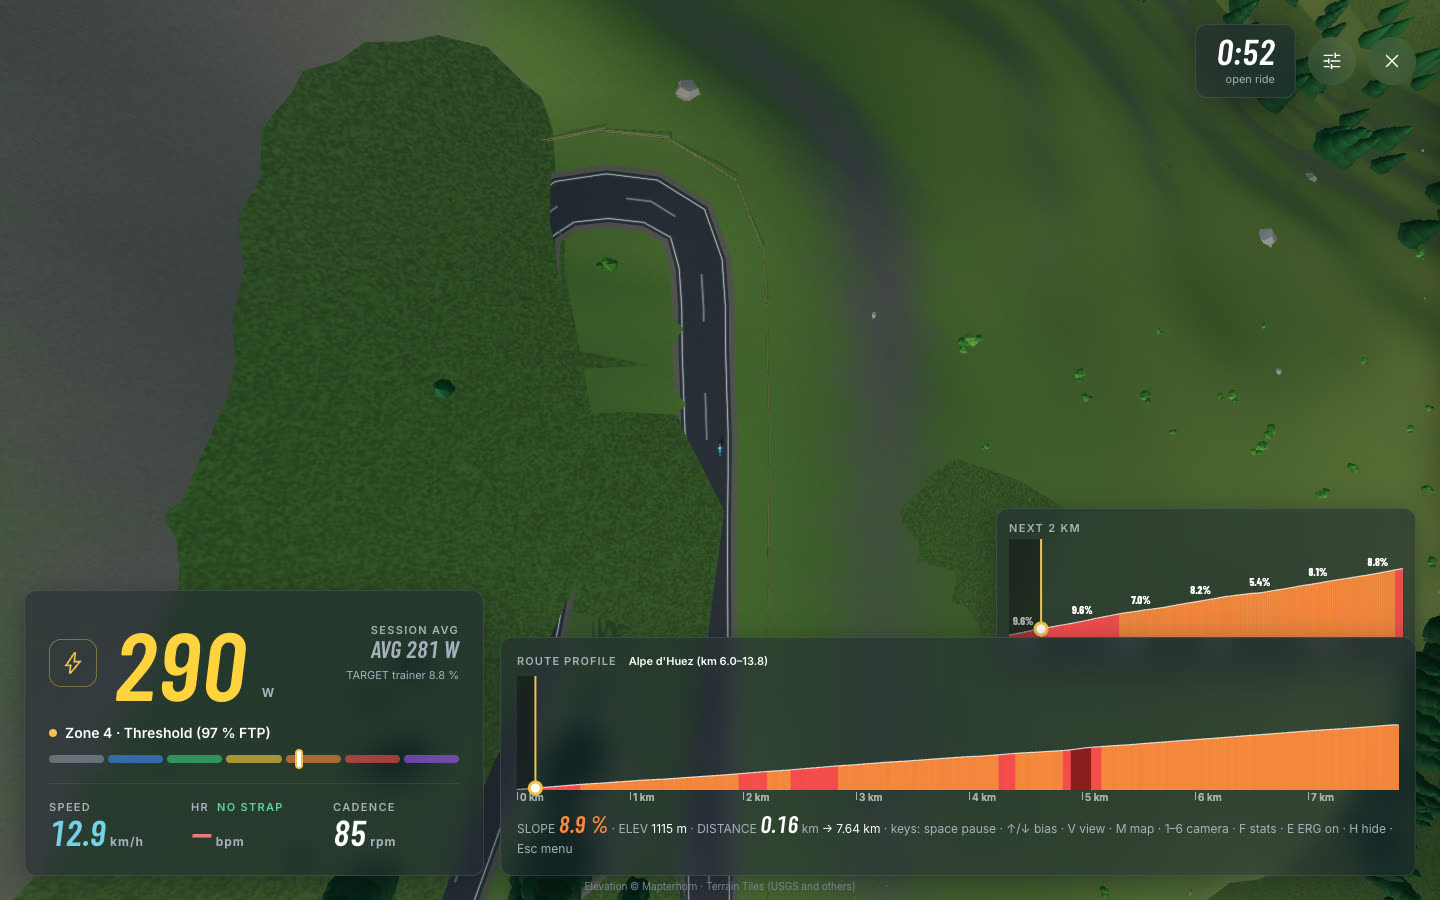 0:52
open ride
NEXT 2 KM
9.6%
9.6%
7.0%
8.2%
5.4%
8.1%
8.8%
290 W
SESSION AVG
AVG 281 W
TARGET trainer 8.8 %
Zone 4 · Threshold (97 % FTP)
SPEED
12.9 km/h
HR NO STRAP
— bpm
CADENCE
85 rpm
ROUTE PROFILE Alpe d'Huez (km 6.0–13.8)
0 km 1 km 2 km 3 km 4 km 5 km 6 km 7 km
SLOPE 8.9 % · ELEV 1115 m · DISTANCE 0.16 km → 7.64 km · keys: space pause · ↑/↓ bias · V view · M map · 1–6 camera · F stats · E ERG on · H hide ·
Esc menu
Elevation © Mapterhorn · Terrain Tiles (USGS and others)